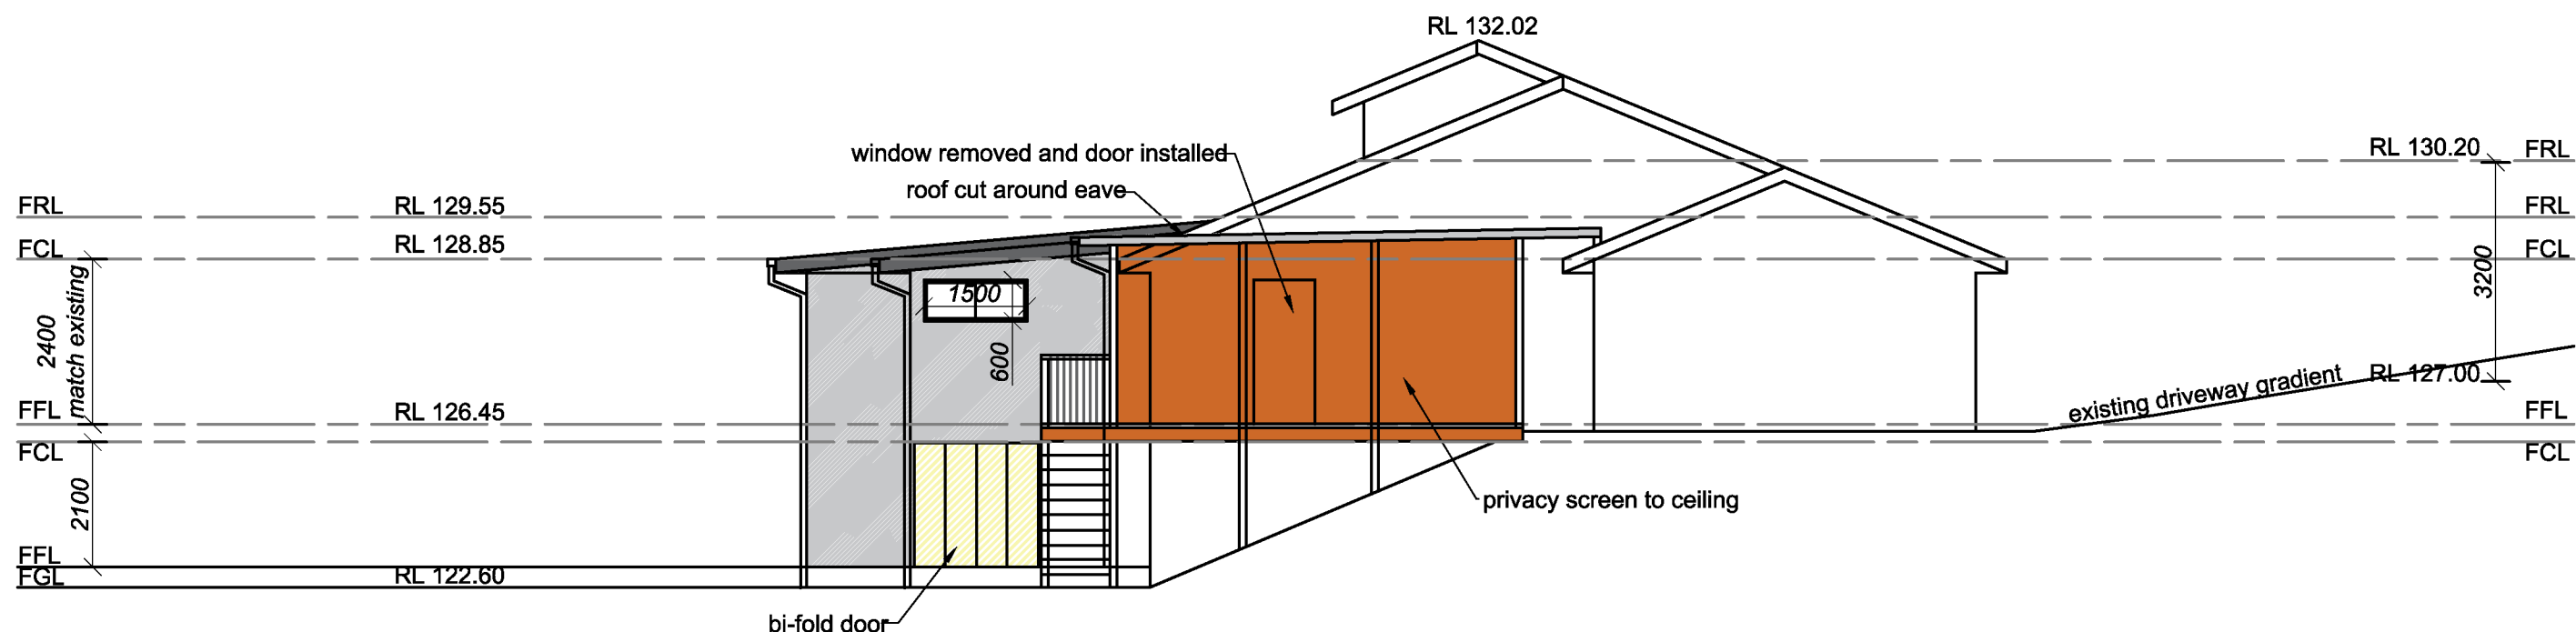 RL 132.02
window removed and door installed
RL 130.20
FRL
roof cut around eave
FRL
RL 129.55
FRL
FCL
RL 128.85
FCL
3200
1500
2400
match existing
600
existing driveway gradient
RL 127.00
FFL
RL 126.45
FFL
FCL
FCL
2100
privacy screen to ceiling
FFL
FGL
RL 122.60
bi-fold door